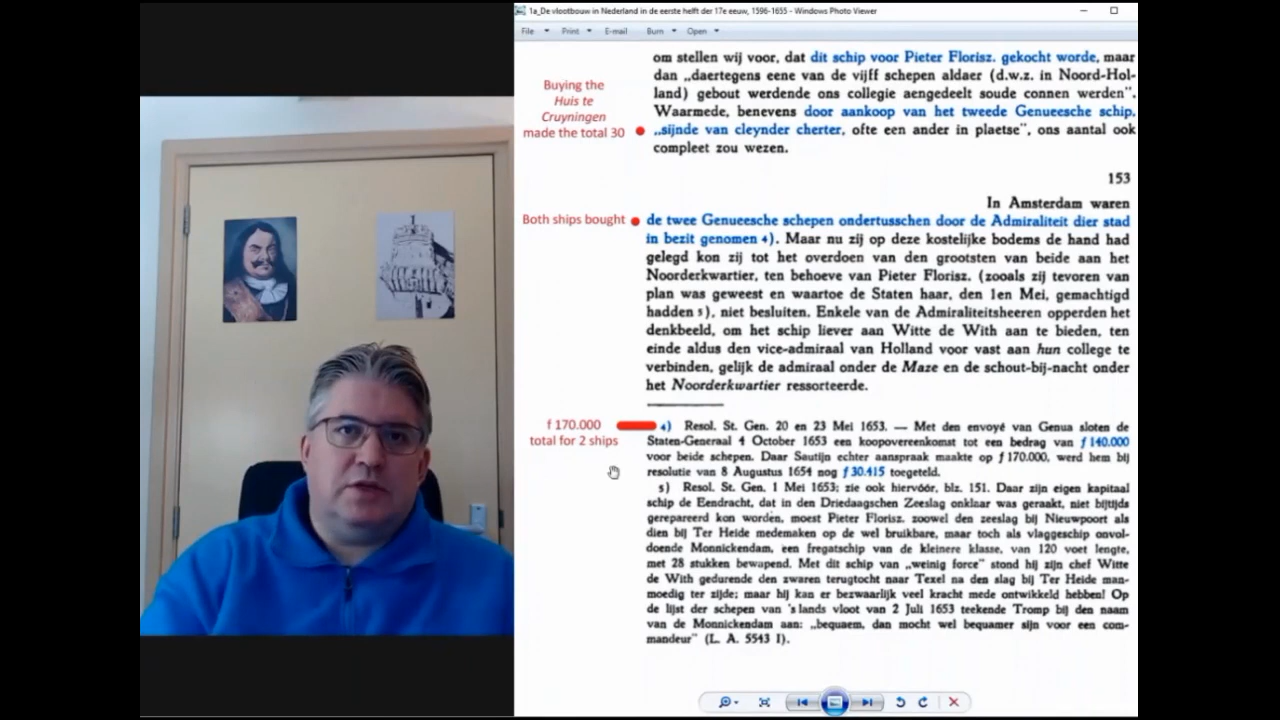 1a_De vlootbouw in Nederland in de eerste helft der 17e eeuw, 1596-1655 - Windows Photo Viewer
File Print E-mail Burn Open
om stellen wij voor, dat dit schip voor Pieter Florisz. gekocht worde, maar
dan „daertegens eene van de vijff schepen aldaer (d.w.z. in Noord-Hol-
land) gebout werdende ons collegie aengedeelt soude connen werden”.
Waarmede, benevens door aankoop van het tweede Genueesche schip,
„sijnde van cleynder cherter, ofte een ander in plaetse”, ons aantal ook
compleet zou wezen.
Buying the
Huis te
Cruyningen
made the total 30
153
In Amsterdam waren
Both ships bought
de twee Genueesche schepen ondertusschen door de Admiraliteit dier stad
in bezit genomen 4). Maar nu zij op deze kostelijke bodems de hand had
gelegd kon zij tot het overdoen van den grootsten van beide aan het
Noorderkwartier, ten behoeve van Pieter Florisz. (zooals zij tevoren van
plan was geweest en waartoe de Staten haar, den 1en Mei, gemachtigd
hadden 5), niet besluiten. Enkele van de Admiraliteitsheeren opperden het
denkbeeld, om het schip liever aan Witte de With aan te bieden, ten
einde aldus den vice-admiraal van Holland voor vast aan hun college te
verbinden, gelijk de admiraal onder de Maze en de schout-bij-nacht onder
het Noorderkwartier ressorteerde.
f 170.000
total for 2 ships
4) Resol. St. Gen. 20 en 23 Mei 1653. — Met den envoyé van Genua sloten de
Staten-Generaal 4 October 1653 een koopovereenkomst tot een bedrag van f 140.000
voor beide schepen. Daar Sautijn echter aanspraak maakte op f 170.000, werd hem bij
resolutie van 8 Augustus 1654 nog f 30.415 toegeteld.
5) Resol. St. Gen. 1 Mei 1653; zie ook hiervóór, blz. 151. Daar zijn eigen kapitaal
schip de Eendracht, dat in den Driedaagschen Zeeslag onklaar was geraakt, niet bijtijds
gerepareerd kon worden, moest Pieter Florisz. zoowel den zeeslag bij Nieuwpoort als
dien bij Ter Heide medemaken op de wel bruikbare, maar toch als vlaggeschip onvol-
doende Monnickendam, een fregatschip van de kleinere klasse, van 120 voet lengte,
met 28 stukken bewapend. Met dit schip van „weinig force” stond hij zijn chef Witte
de With gedurende den zwaren terugtocht naar Texel na den slag bij Ter Heide man-
moedig ter zijde; maar hij kan er bezwaarlijk veel kracht mede ontwikkeld hebben! Op
de lijst der schepen van 's lands vloot van 2 Juli 1653 teekende Tromp bij den naam
van de Monnickendam aan: „bequaem, dan mocht wel bequamer sijn voor een com-
mandeur” (L. A. 5543 I).